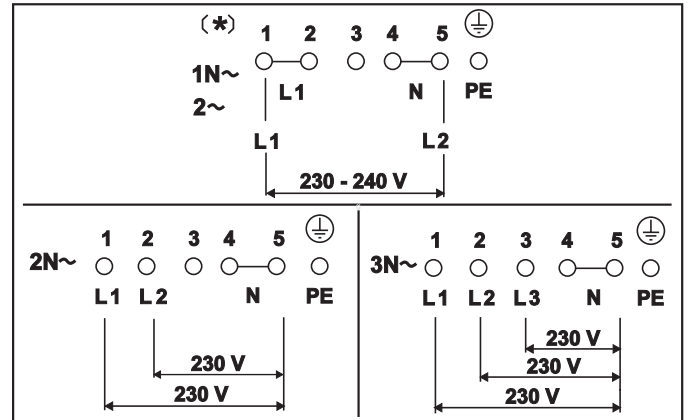 (*) 1 2 3 4 5
1N~ L1 N PE
2~
L1 L2
230 - 240 V
1 2 3 4 5
2N~
L1 L2 N PE
230 V
230 V
1 2 3 4 5
3N~
L1 L2 L3 N PE
230 V
230 V
230 V